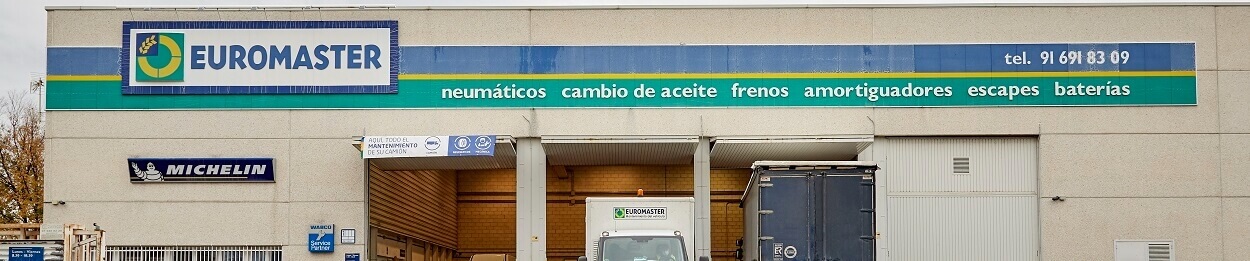 EUROMASTER
tel. 91 691 83 09
neumáticos cambio de aceite frenos amortiguadores escapes baterías
AQUÍ, TODO EL
MANTENIMIENTO
DE SU CAMIÓN
MICHELIN
EUROMASTER
WABCO
Service
Partner